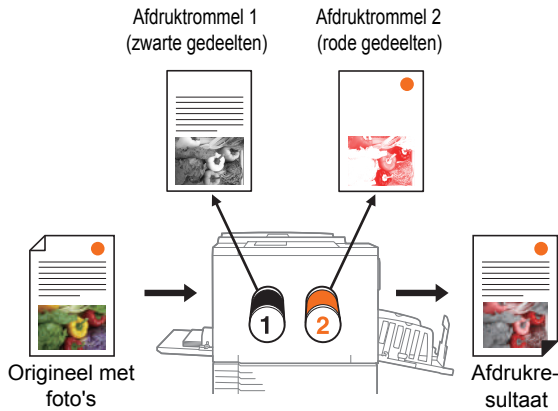 Afdruktrommel 1
(zwarte gedeelten)
Afdruktrommel 2
(rode gedeelten)
1
2
Origineel met
foto's
Afdrukre-
sultaat